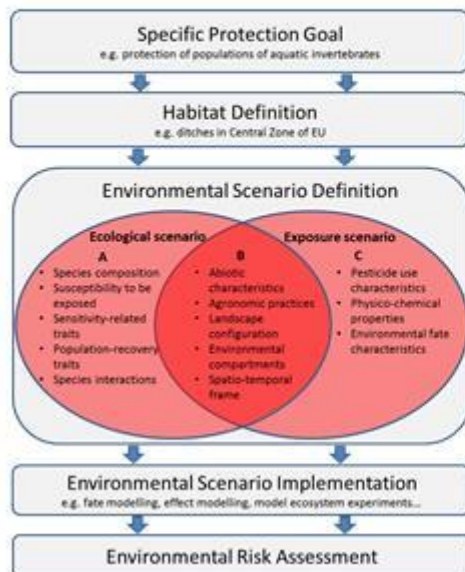 Specific Protection Goal
e.g. protection of populations of aquatic invertebrates
Habitat Definition
e.g. ditches in Central Zone of EU
Environmental Scenario Definition
Ecological scenario
A
• Species composition
• Susceptibility to be
exposed
• Sensitivity-related
traits
• Population-recovery
traits
• Species interactions
B
• Abiotic
characteristics
• Agronomic practices
• Landscape
configuration
• Environmental
compartments
• Spatio-temporal
frame
Exposure scenario
C
• Pesticide use
characteristics
• Physico-chemical
properties
• Environmental fate
characteristics
Environmental Scenario Implementation
e.g. fate modelling, effect modelling, model ecosystem experiments...
Environmental Risk Assessment